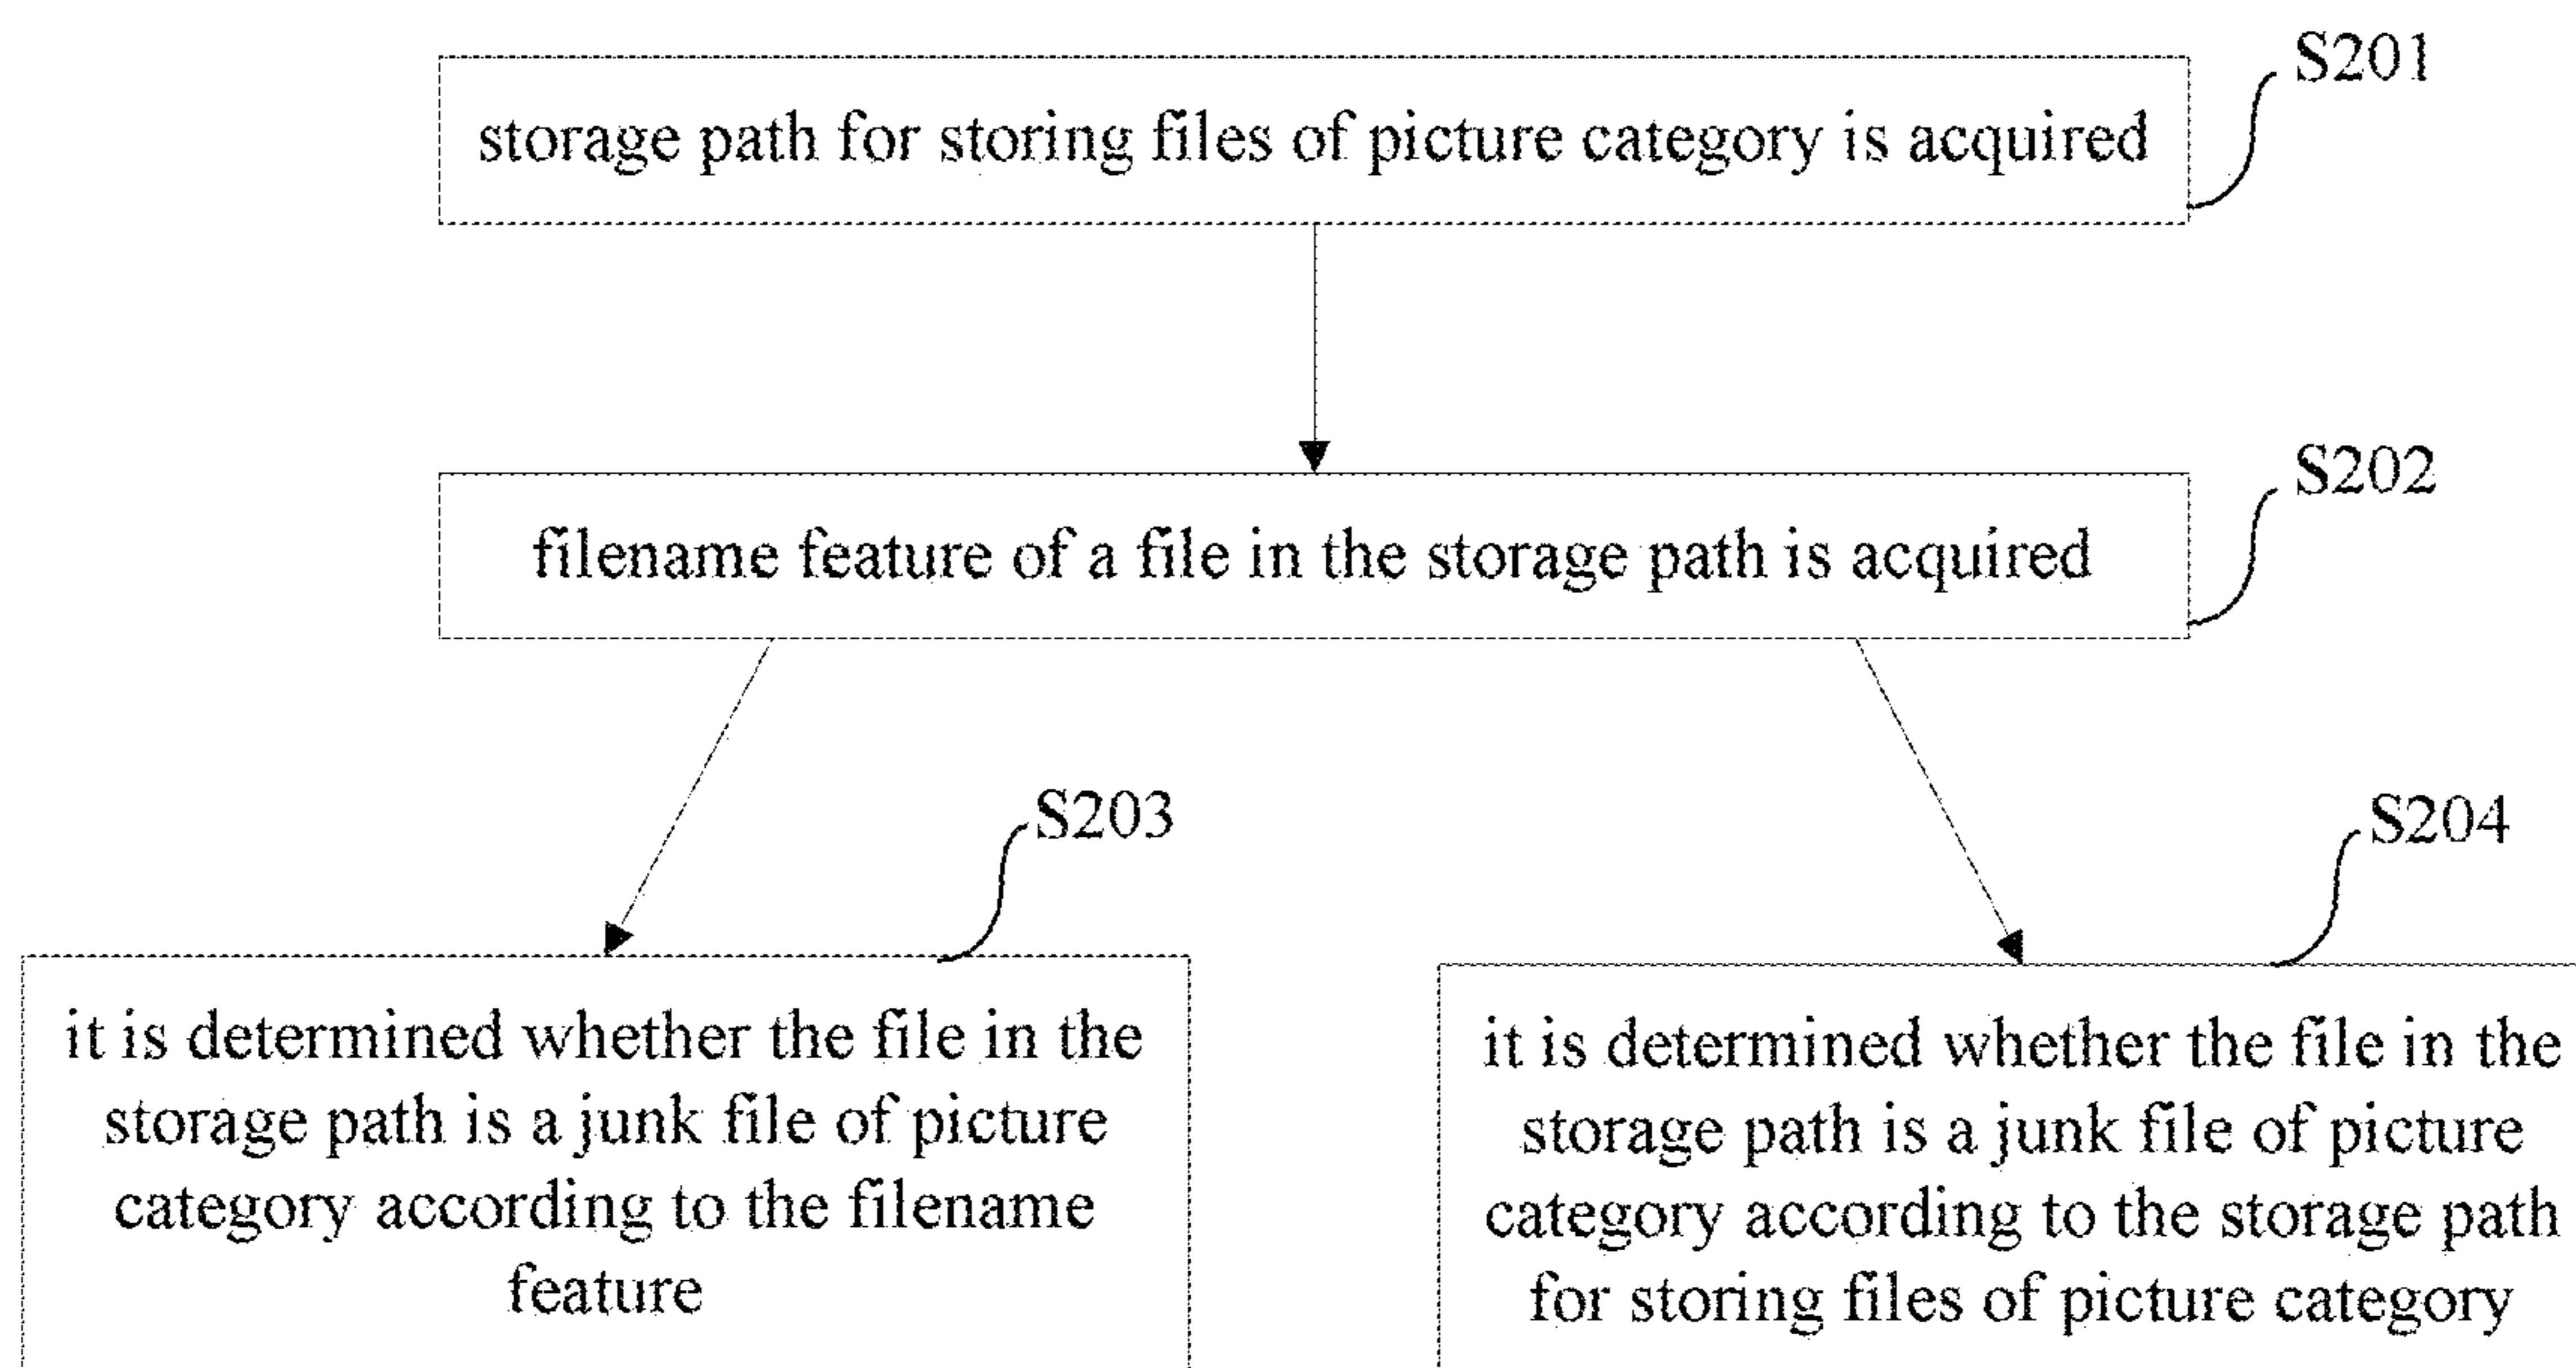 S201
storage path for storing files of picture category is acquired
S202
filename feature of a file in the storage path is acquired
S203
it is determined whether the file in the
storage path is a junk file of picture
category according to the filename
feature
S204
it is determined whether the file in the
storage path is a junk file of picture
category according to the storage path
for storing files of picture category